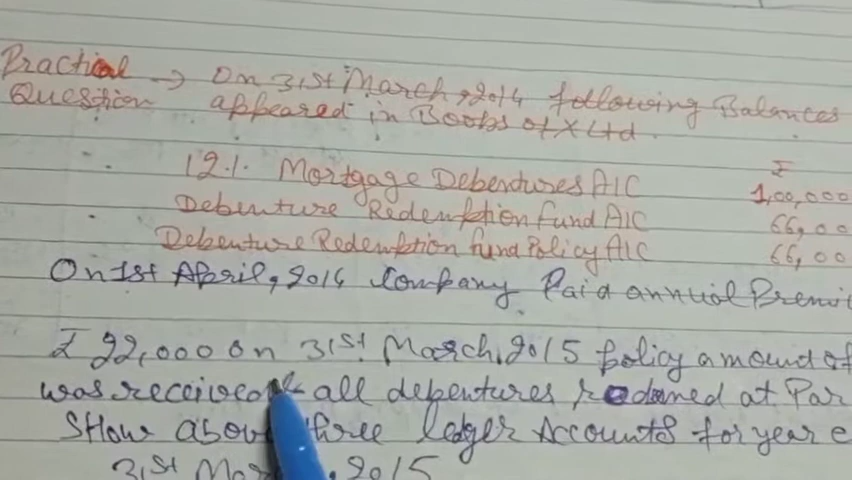 Practical → On 31st March, 2014 following Balances
Question appeared in Books of X Ltd.
12.1. Mortgage Debentures A/C 1,00,000
₹
Debenture Redemption Fund A/C 66,00
Debenture Redemption fund Policy A/C 66,00
On 1st April, 2014 Company Paid annual Premi
₹ 22,000 on 31st March, 2015 policy amount of
was received all debentures redemed at Par
Show above three ledger Accounts for year e
31st March, 2015